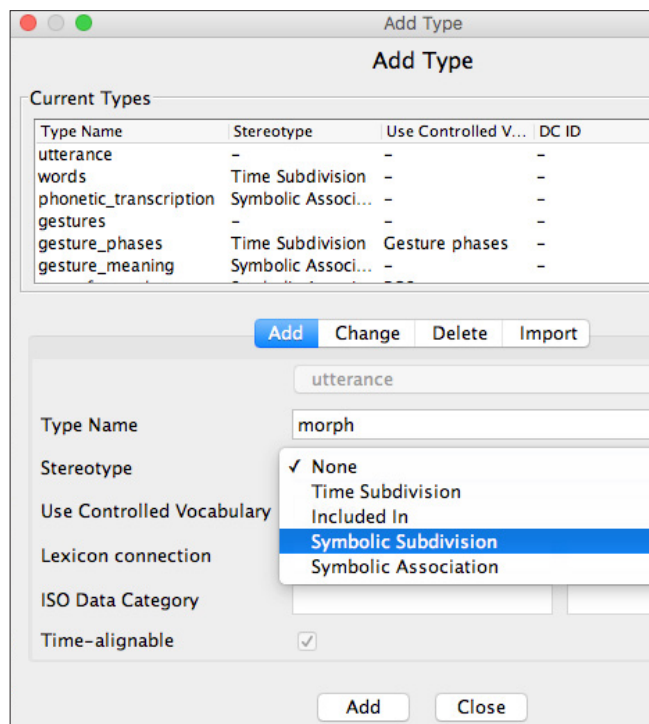 Add Type
Add Type
Current Types
Type Name Stereotype Use Controlled V... DC ID
utterance – – –
words Time Subdivision – –
phonetic_transcription Symbolic Associ... – –
gestures – – –
gesture_phases Time Subdivision Gesture phases –
gesture_meaning Symbolic Associ... – –
Add Change Delete Import
utterance
Type Name morph
Stereotype ✓ None
Time Subdivision
Use Controlled Vocabulary Included In
Symbolic Subdivision
Lexicon connection Symbolic Association
ISO Data Category
Time-alignable ✓
Add Close